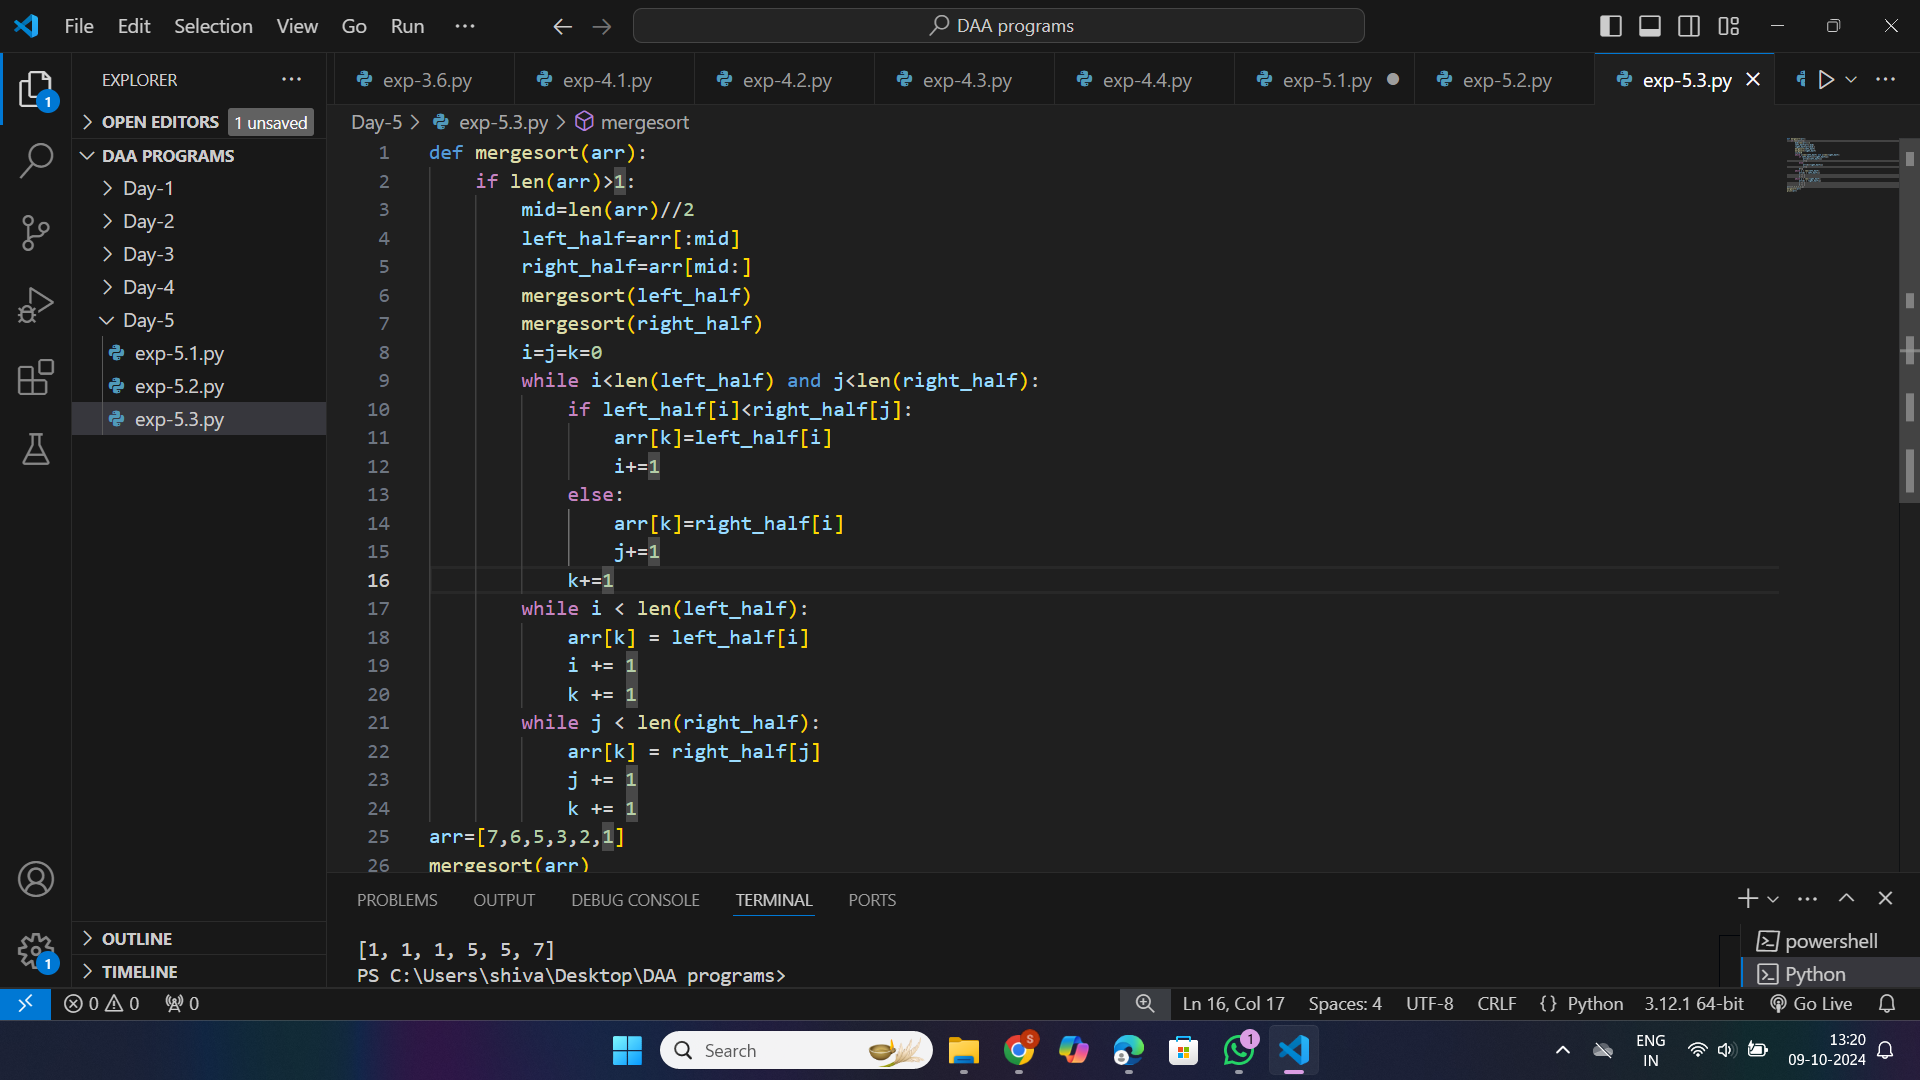 File Edit Selection View Go Run ... DAA programs
EXPLORER ...
OPEN EDITORS 1 unsaved
DAA PROGRAMS
Day-1
Day-2
Day-3
Day-4
Day-5
exp-5.1.py
exp-5.2.py
exp-5.3.py
OUTLINE
TIMELINE
1
1
exp-3.6.py exp-4.1.py exp-4.2.py exp-4.3.py exp-4.4.py exp-5.1.py exp-5.2.py exp-5.3.py ...
Day-5 > exp-5.3.py > mergesort
1 def mergesort(arr):
2 if len(arr)>1:
3 mid=len(arr)//2
4 left_half=arr[:mid]
5 right_half=arr[mid:]
6 mergesort(left_half)
7 mergesort(right_half)
8 i=j=k=0
9 while i<len(left_half) and j<len(right_half):
10 if left_half[i]<right_half[j]:
11 arr[k]=left_half[i]
12 i+=1
13 else:
14 arr[k]=right_half[i]
15 j+=1
16 k+=1
17 while i < len(left_half):
18 arr[k] = left_half[i]
19 i += 1
20 k += 1
21 while j < len(right_half):
22 arr[k] = right_half[j]
23 j += 1
24 k += 1
25 arr=[7,6,5,3,2,1]
26 mergesort(arr)
PROBLEMS OUTPUT DEBUG CONSOLE TERMINAL PORTS
[1, 1, 1, 5, 5, 7]
PS C:\Users\shiva\Desktop\DAA programs>
powershell
Python
0 0 0 Ln 16, Col 17 Spaces: 4 UTF-8 CRLF {} Python 3.12.1 64-bit Go Live
Search S 1
ENG
IN
13:20
09-10-2024